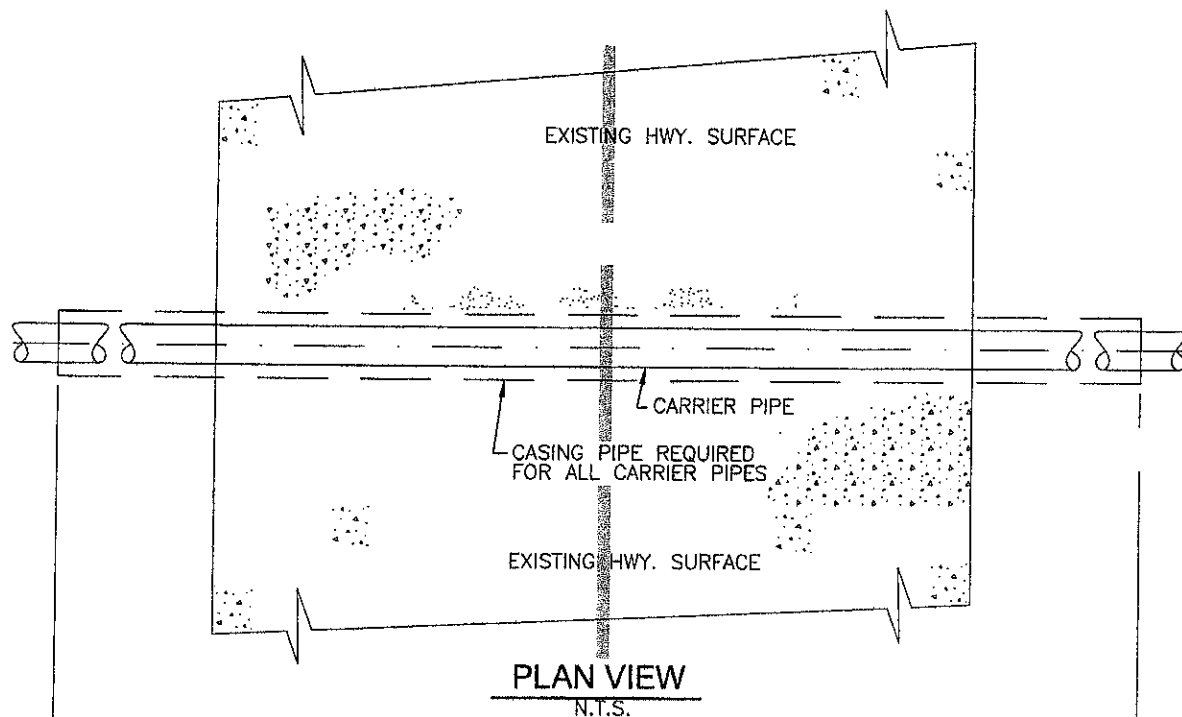 EXISTING HWY. SURFACE
CARRIER PIPE
CASING PIPE REQUIRED
FOR ALL CARRIER PIPES
EXISTING HWY. SURFACE
PLAN VIEW
N.T.S.